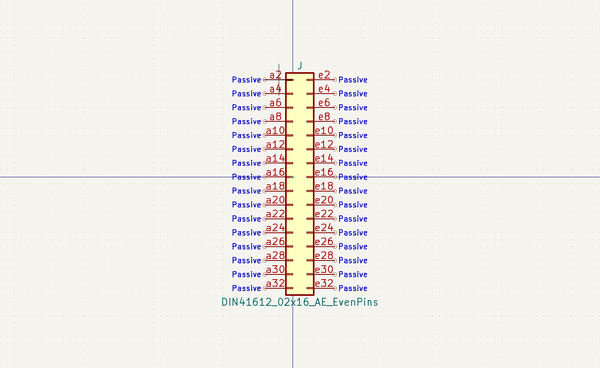 J
Passive a2 e2 Passive
Passive a4 e4 Passive
Passive a6 e6 Passive
Passive a8 e8 Passive
Passive a10 e10 Passive
Passive a12 e12 Passive
Passive a14 e14 Passive
Passive a16 e16 Passive
Passive a18 e18 Passive
Passive a20 e20 Passive
Passive a22 e22 Passive
Passive a24 e24 Passive
Passive a26 e26 Passive
Passive a28 e28 Passive
Passive a30 e30 Passive
Passive a32 e32 Passive
DIN41612_02x16_AE_EvenPins